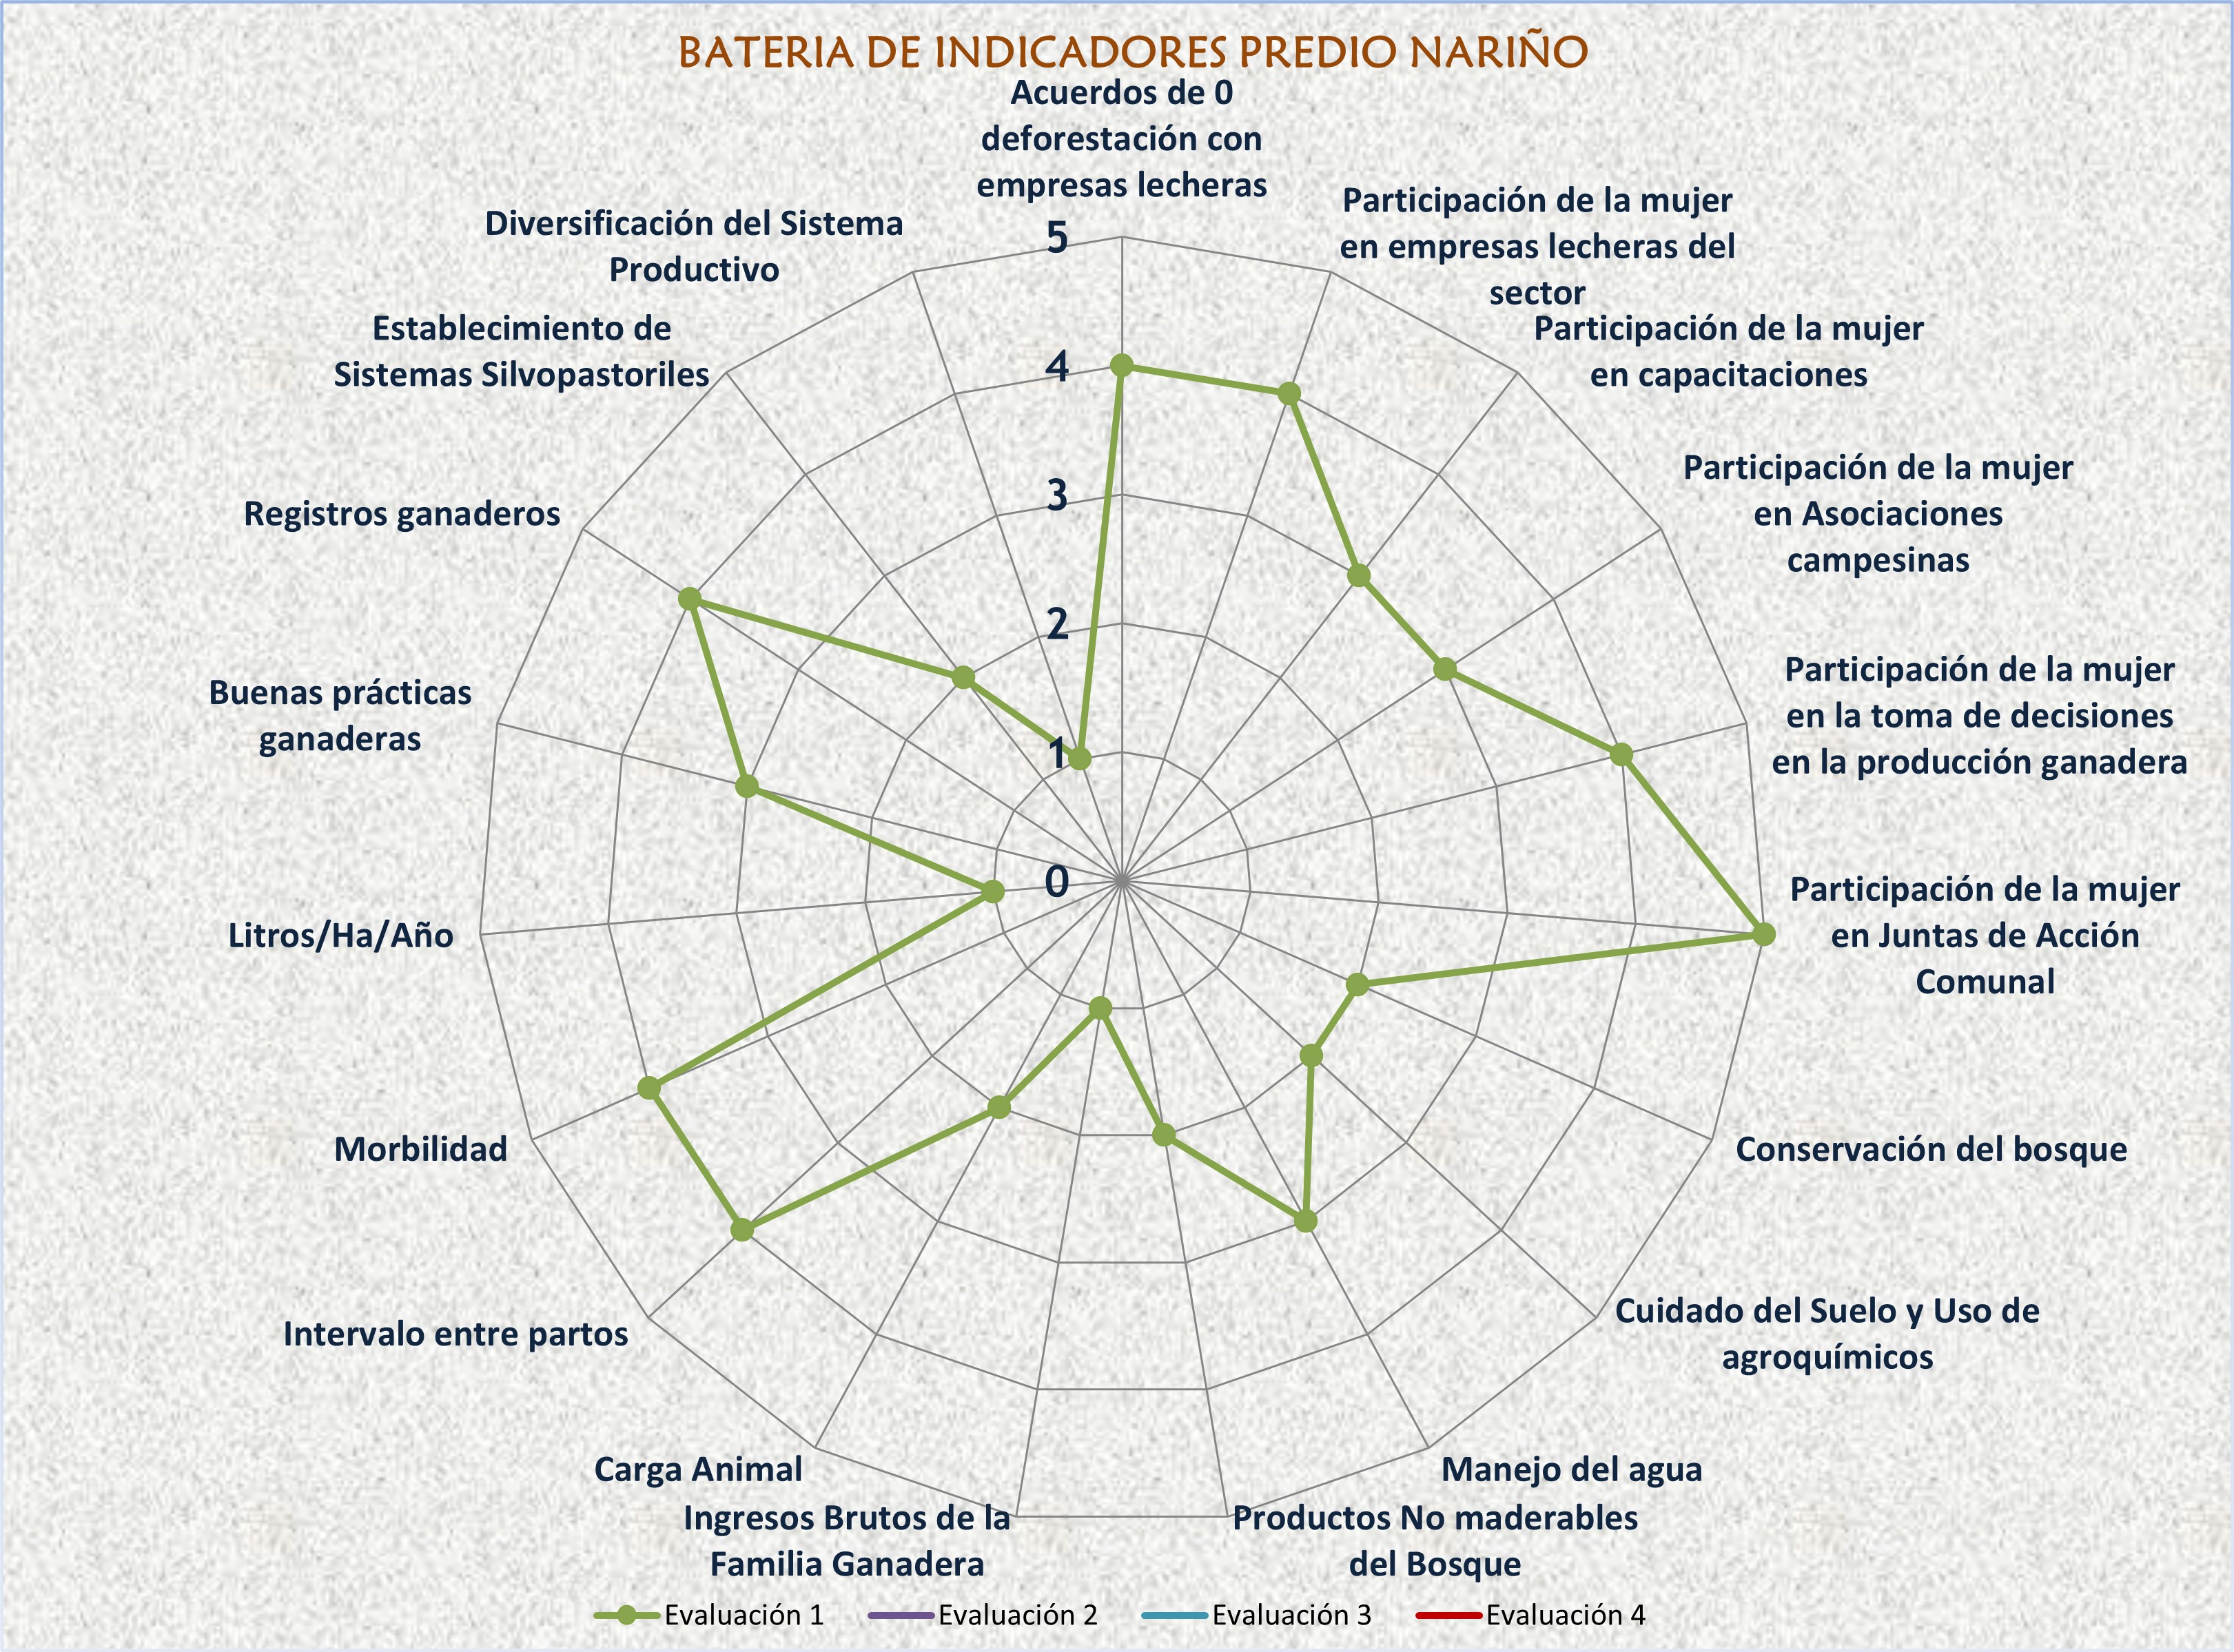 BATERIA DE INDICADORES PREDIO NARIÑO
Acuerdos de 0
deforestación con
empresas lecheras
Participación de la mujer
en empresas lecheras del
sector
Participación de la mujer
en capacitaciones
Participación de la mujer
en Asociaciones
campesinas
Participación de la mujer
en la toma de decisiones
en la producción ganadera
Participación de la mujer
en Juntas de Acción
Comunal
Conservación del bosque
Cuidado del Suelo y Uso de
agroquímicos
Manejo del agua
Productos No maderables
del Bosque
Ingresos Brutos de la
Familia Ganadera
Carga Animal
Intervalo entre partos
Morbilidad
Litros/Ha/Año
Buenas prácticas
ganaderas
Registros ganaderos
Establecimiento de
Sistemas Silvopastoriles
Diversificación del Sistema
Productivo
5
4
3
2
1
0
Evaluación 1
Evaluación 2
Evaluación 3
Evaluación 4